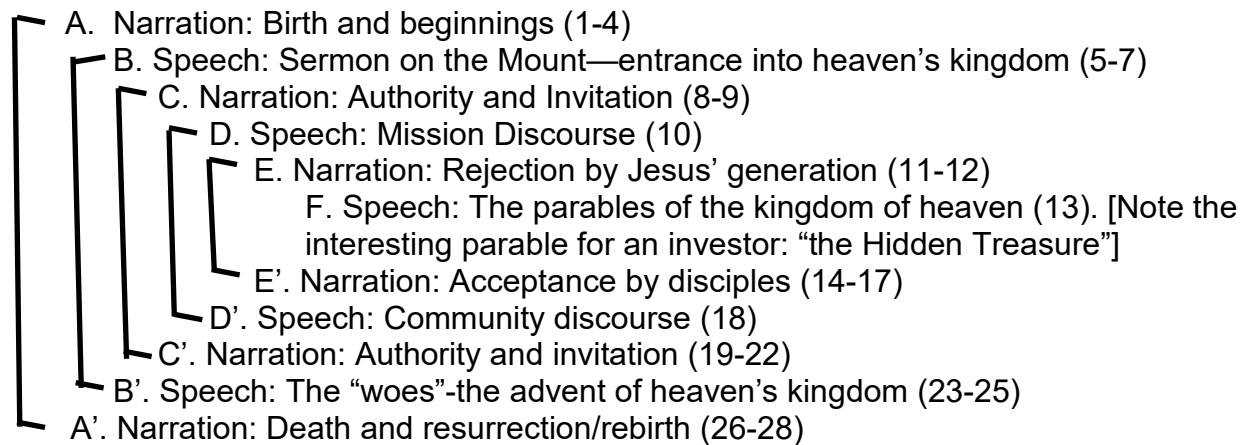 A. Narration: Birth and beginnings (1-4)
B. Speech: Sermon on the Mount—entrance into heaven’s kingdom (5-7)
C. Narration: Authority and Invitation (8-9)
D. Speech: Mission Discourse (10)
E. Narration: Rejection by Jesus’ generation (11-12)
F. Speech: The parables of the kingdom of heaven (13). [Note the
interesting parable for an investor: “the Hidden Treasure”]
E’. Narration: Acceptance by disciples (14-17)
D’. Speech: Community discourse (18)
C’. Narration: Authority and invitation (19-22)
B’. Speech: The “woes”-the advent of heaven’s kingdom (23-25)
A’. Narration: Death and resurrection/rebirth (26-28)